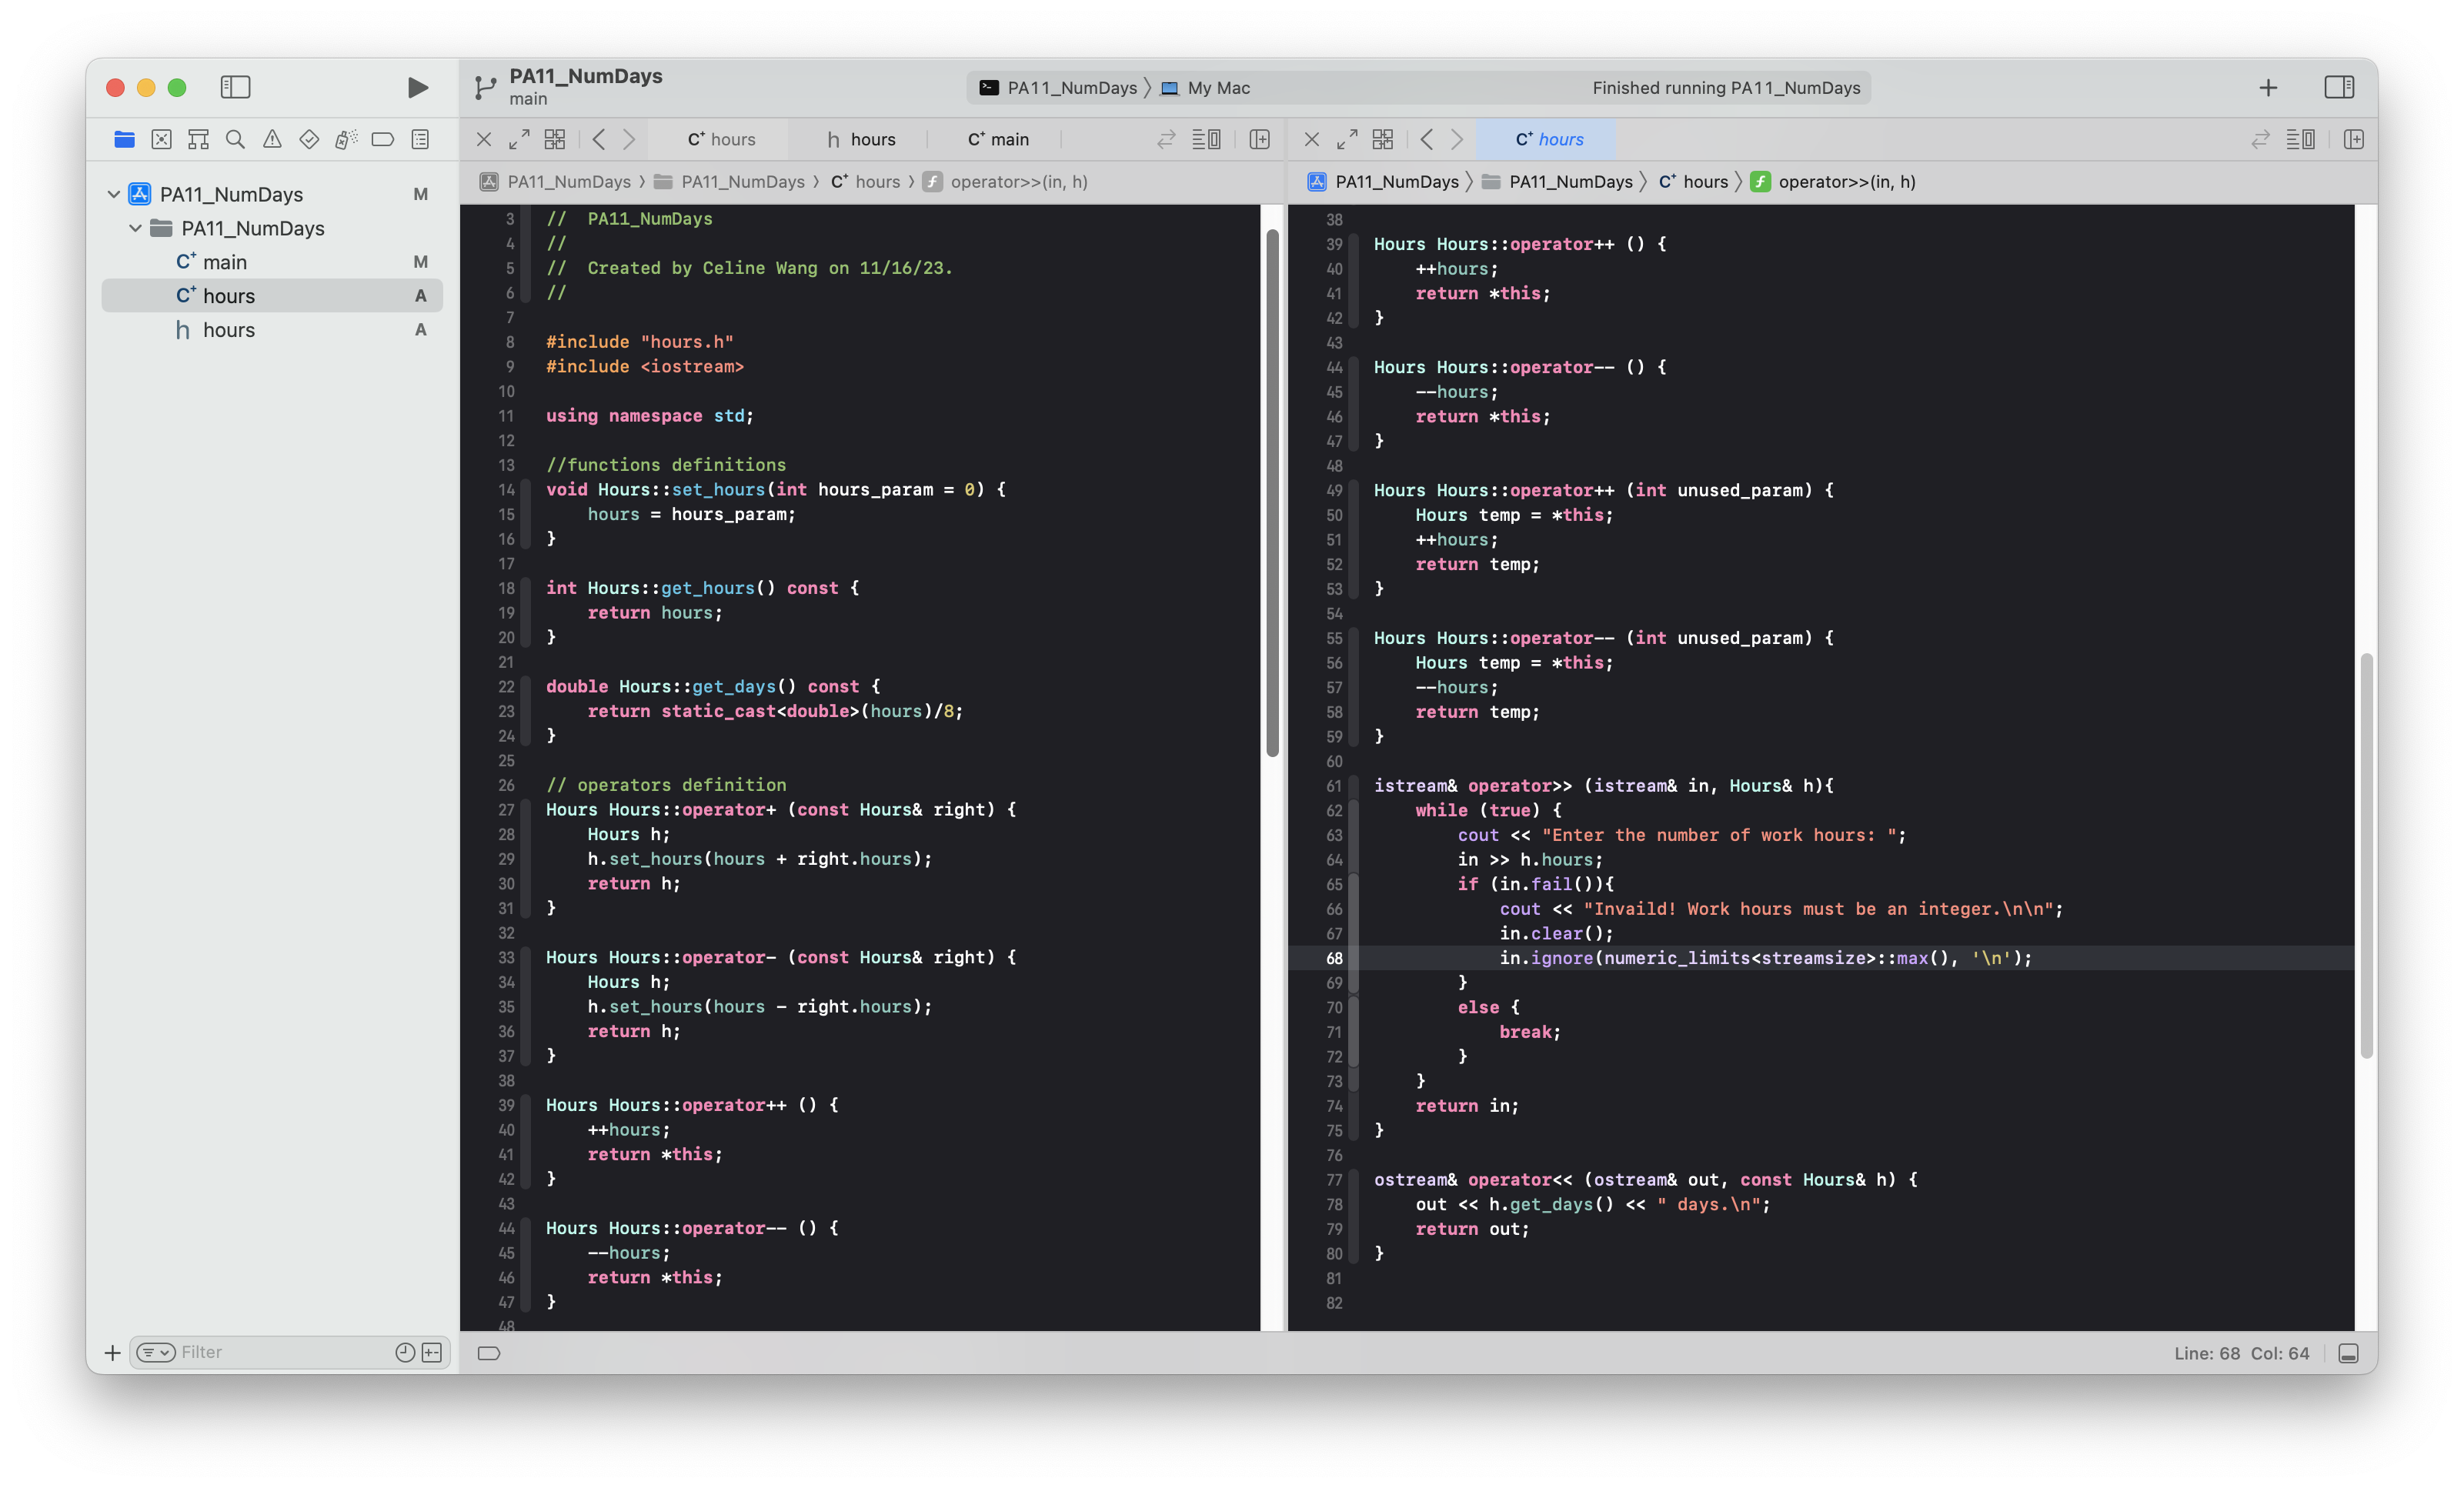 PA11_NumDays
main
PA11_NumDays 〉 My Mac
Finished running PA11_NumDays
PA11_NumDays M
PA11_NumDays
C+ main M
C+ hours A
h hours A
Filter
C+ hours
h hours
C+ main
PA11_NumDays 〉 PA11_NumDays 〉 C+ hours 〉 f operator>>(in, h)
3 //  PA11_NumDays
4 //
5 //  Created by Celine Wang on 11/16/23.
6 //
7
8 #include "hours.h"
9 #include <iostream>
10
11 using namespace std;
12
13 //functions definitions
14 void Hours::set_hours(int hours_param = 0) {
15     hours = hours_param;
16 }
17
18 int Hours::get_hours() const {
19     return hours;
20 }
21
22 double Hours::get_days() const {
23     return static_cast<double>(hours)/8;
24 }
25
26 // operators definition
27 Hours Hours::operator+ (const Hours& right) {
28     Hours h;
29     h.set_hours(hours + right.hours);
30     return h;
31 }
32
33 Hours Hours::operator- (const Hours& right) {
34     Hours h;
35     h.set_hours(hours - right.hours);
36     return h;
37 }
38
39 Hours Hours::operator++ () {
40     ++hours;
41     return *this;
42 }
43
44 Hours Hours::operator-- () {
45     --hours;
46     return *this;
47 }
48
C+ hours
PA11_NumDays 〉 PA11_NumDays 〉 C+ hours 〉 f operator>>(in, h)
38
39 Hours Hours::operator++ () {
40     ++hours;
41     return *this;
42 }
43
44 Hours Hours::operator-- () {
45     --hours;
46     return *this;
47 }
48
49 Hours Hours::operator++ (int unused_param) {
50     Hours temp = *this;
51     ++hours;
52     return temp;
53 }
54
55 Hours Hours::operator-- (int unused_param) {
56     Hours temp = *this;
57     --hours;
58     return temp;
59 }
60
61 istream& operator>> (istream& in, Hours& h){
62     while (true) {
63         cout << "Enter the number of work hours: ";
64         in >> h.hours;
65         if (in.fail()){
66             cout << "Invaild! Work hours must be an integer.\n\n";
67             in.clear();
68             in.ignore(numeric_limits<streamsize>::max(), '\n');
69         }
70         else {
71             break;
72         }
73     }
74     return in;
75 }
76
77 ostream& operator<< (ostream& out, const Hours& h) {
78     out << h.get_days() << " days.\n";
79     return out;
80 }
81
82
Line: 68  Col: 64